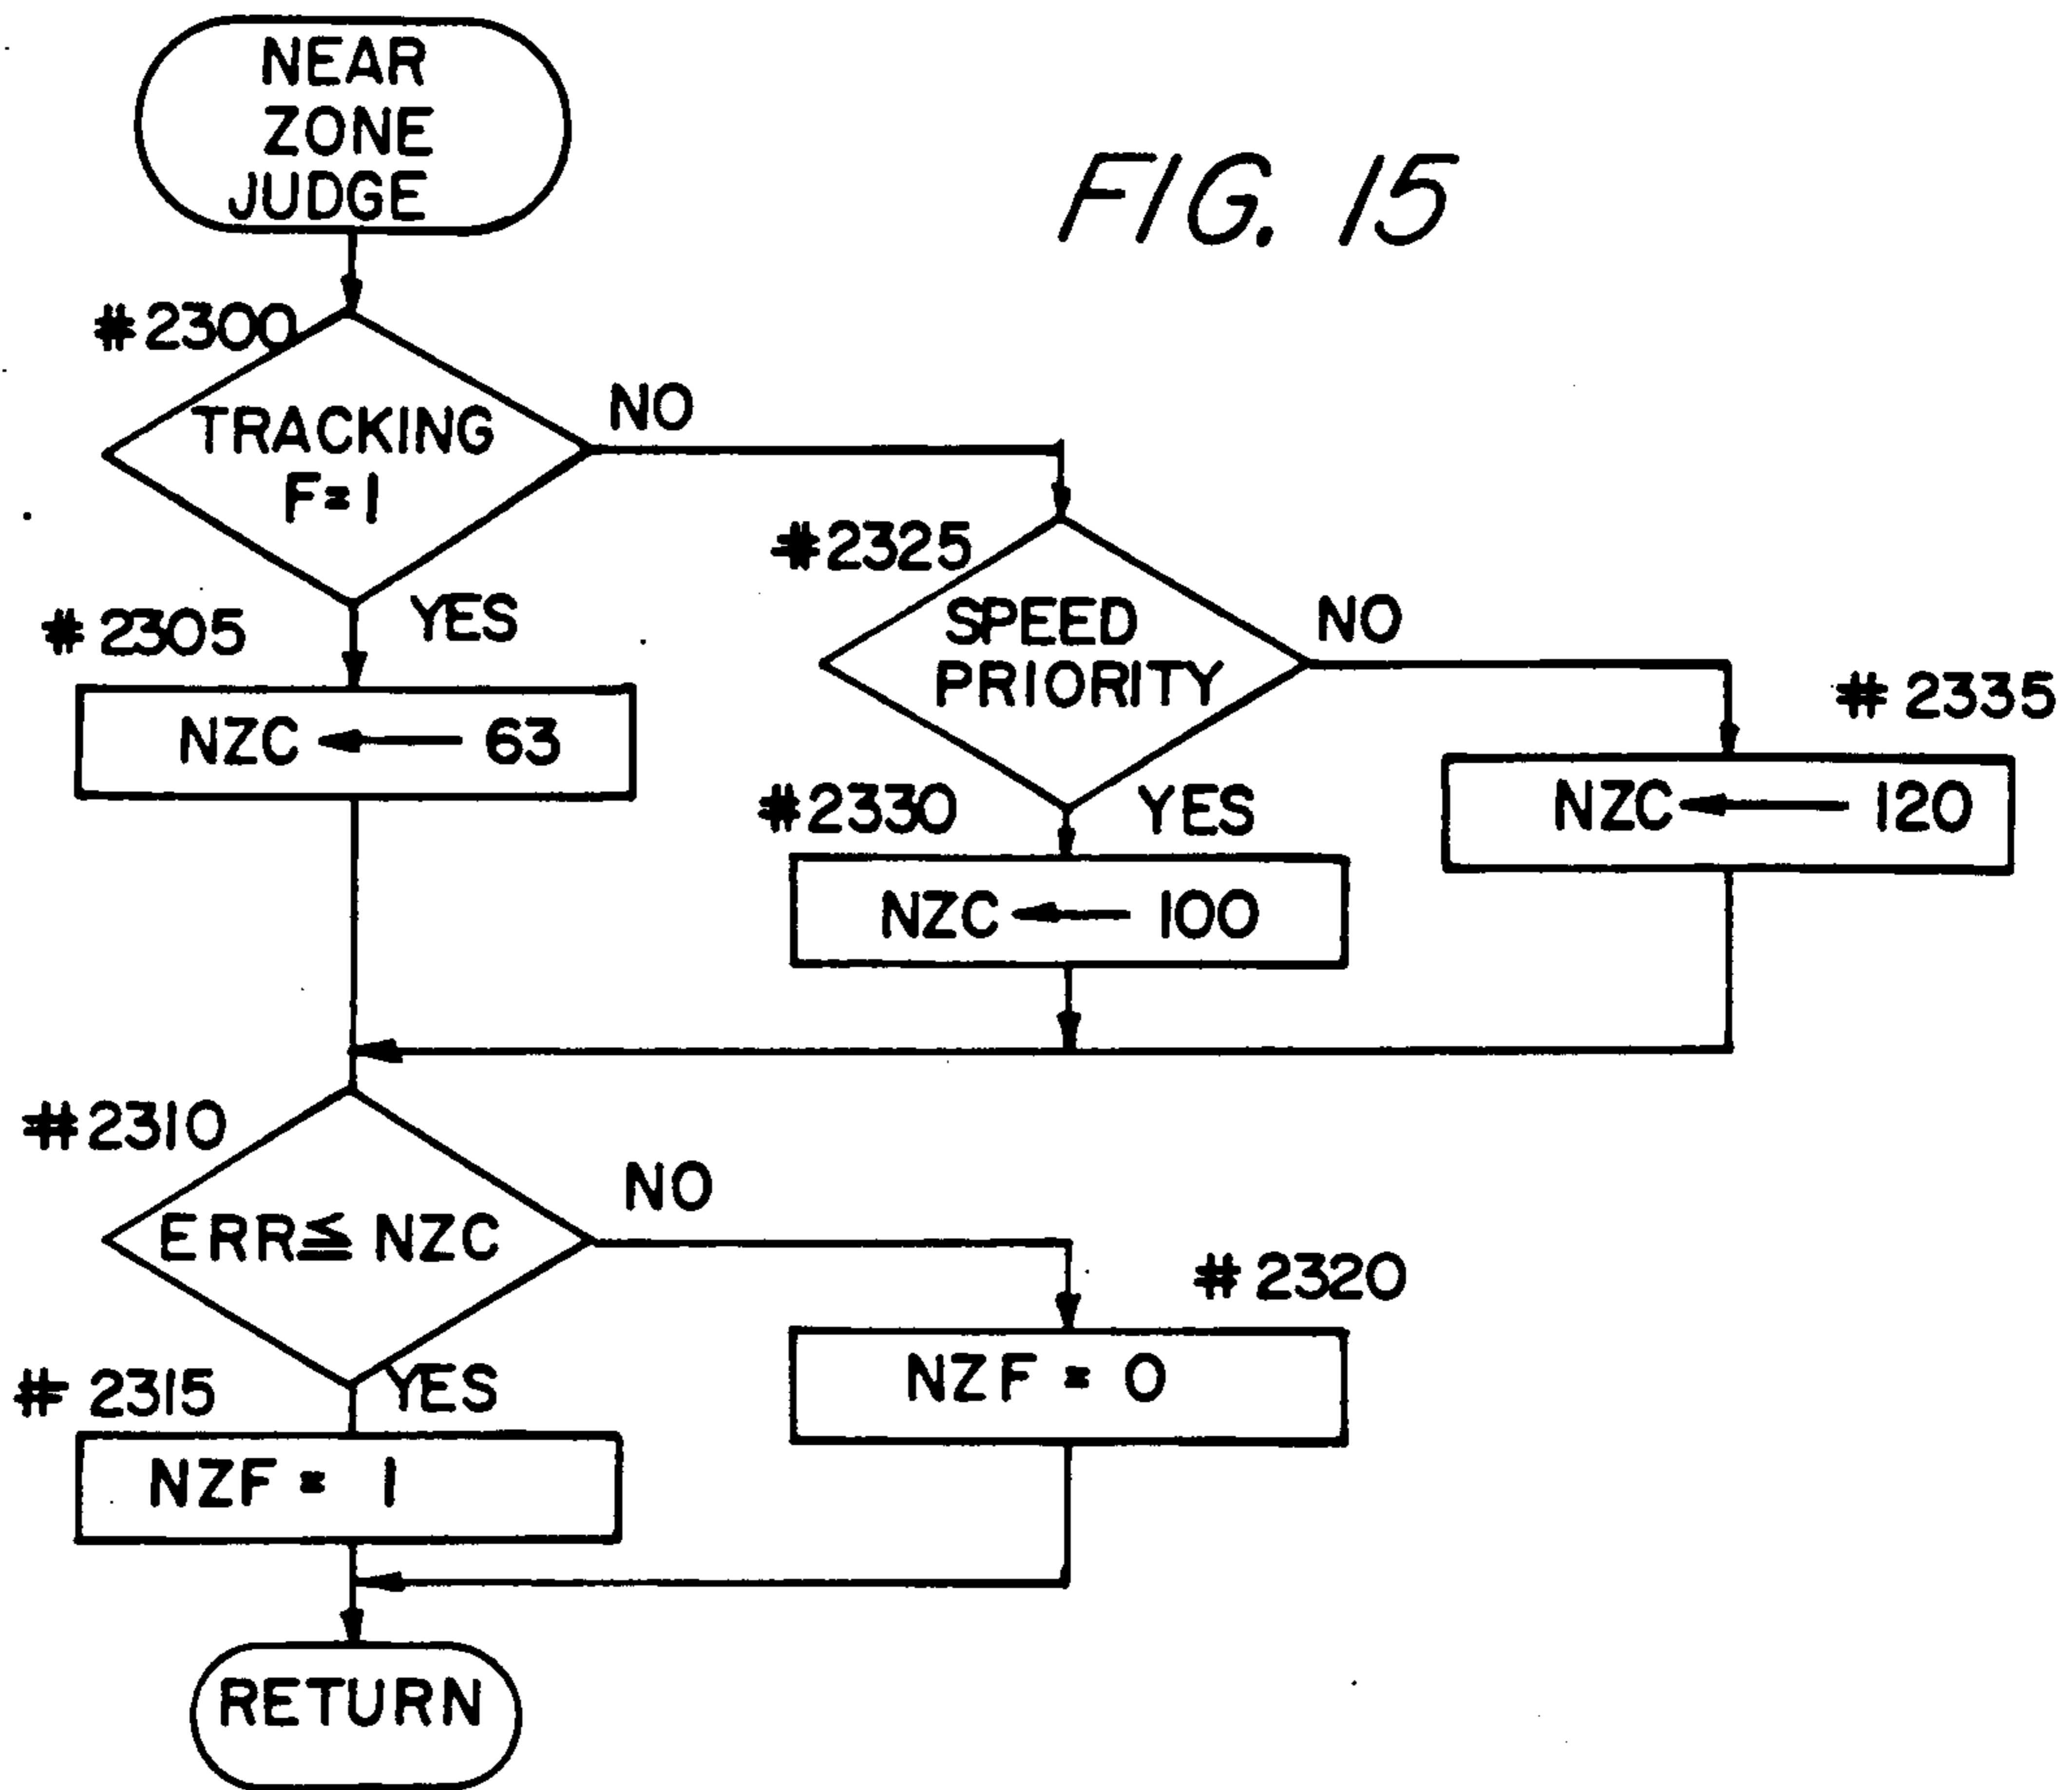 NEAR
ZONE
JUDGE
FIG. 15
#2300
TRACKING
F=1
NO
YES
#2325
SPEED
PRIORITY
NO
YES
#2305
NZC ← 63
#2335
NZC ← 120
#2330
NZC ← 100
#2310
ERR≦ NZC
NO
YES
#2320
NZF = 0
# 2315
NZF = 1
RETURN